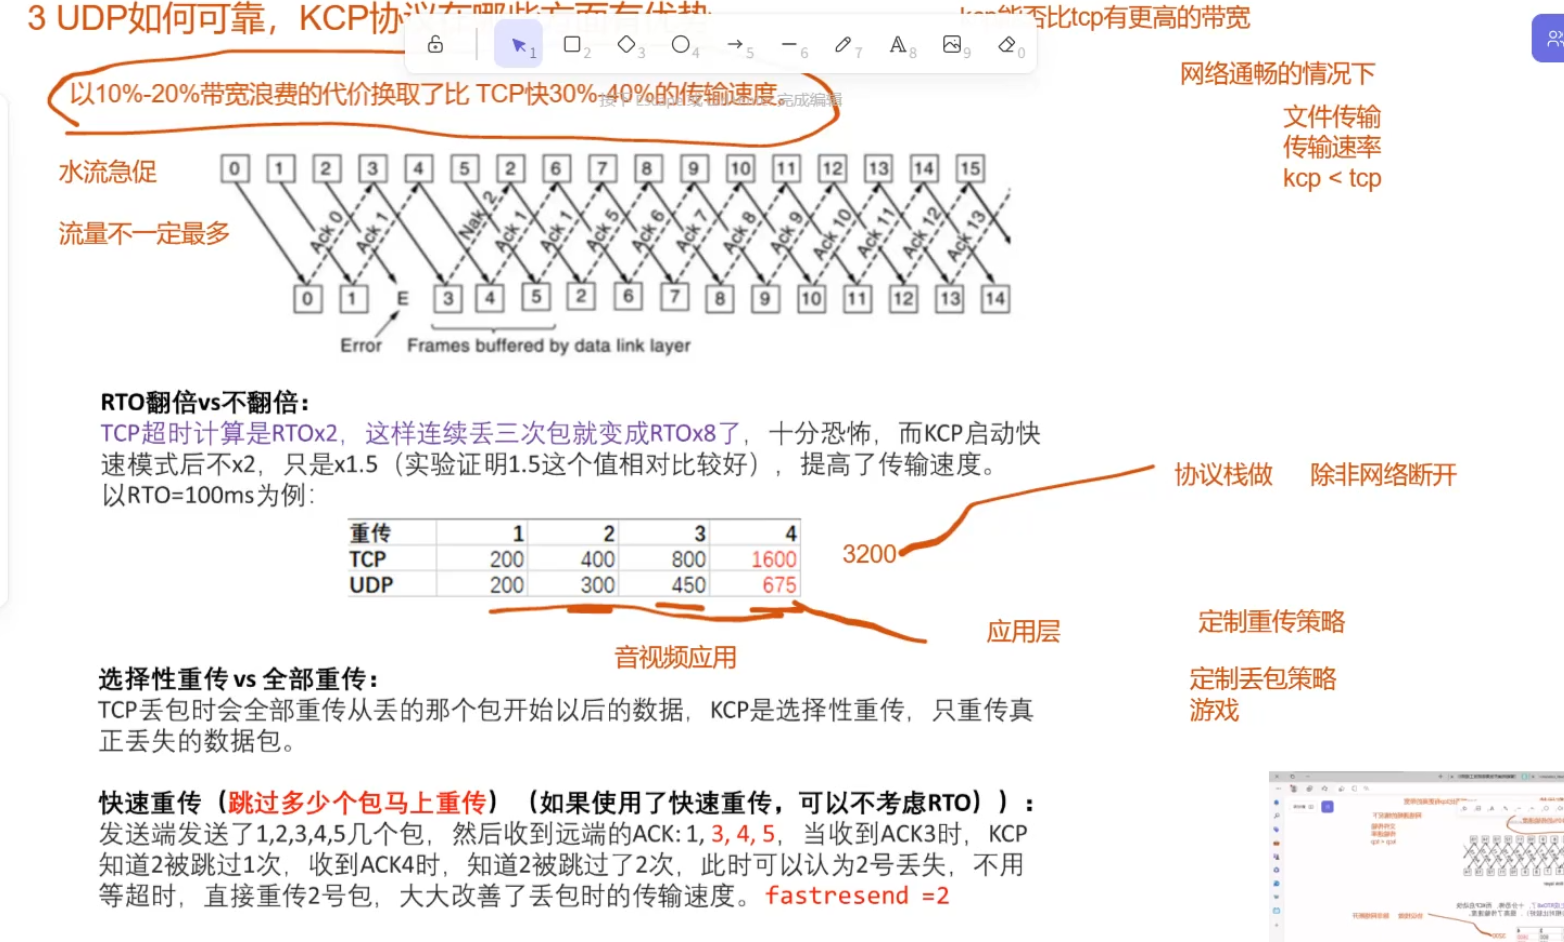 3 UDP如何可靠，KCP协议在哪些方面有优势
kcp能否比tcp有更高的带宽
1
2
3
4
5
6
7
8
9
0
网络通畅的情况下
以10%-20%带宽浪费的代价换取了比 TCP快30%-40%的传输速度。
完成编辑
文件传输
传输速率
kcp < tcp
水流急促
流量不一定最多
0 1 2 3 4 5 2 6 7 8 9 10 11 12 13 14 15
Ack 0 Ack 1 Nak 2 Ack 1 Ack 1 Ack 5 Ack 6 Ack 7 Ack 8 Ack 9 Ack 10 Ack 11 Ack 12 Ack 13
0 1 E 3 4 5 2 6 7 8 9 10 11 12 13 14
Error Frames buffered by data link layer
RTO翻倍vs不翻倍：
TCP超时计算是RTOx2，这样连续丢三次包就变成RTOx8了，十分恐怖，而KCP启动快
速模式后不x2，只是x1.5（实验证明1.5这个值相对比较好），提高了传输速度。
以RTO=100ms为例：
协议栈做 除非网络断开
重传 1 2 3 4
TCP 200 400 800 1600
UDP 200 300 450 675
3200
应用层
定制重传策略
音视频应用
选择性重传 vs 全部重传：
TCP丢包时会全部重传从丢的那个包开始以后的数据，KCP是选择性重传，只重传真
正丢失的数据包。
定制丢包策略
游戏
快速重传（跳过多少个包马上重传）（如果使用了快速重传，可以不考虑RTO））：
发送端发送了1,2,3,4,5几个包，然后收到远端的ACK: 1, 3, 4, 5，当收到ACK3时，KCP
知道2被跳过1次，收到ACK4时，知道2被跳过了2次，此时可以认为2号丢失，不用
等超时，直接重传2号包，大大改善了丢包时的传输速度。fastresend =2